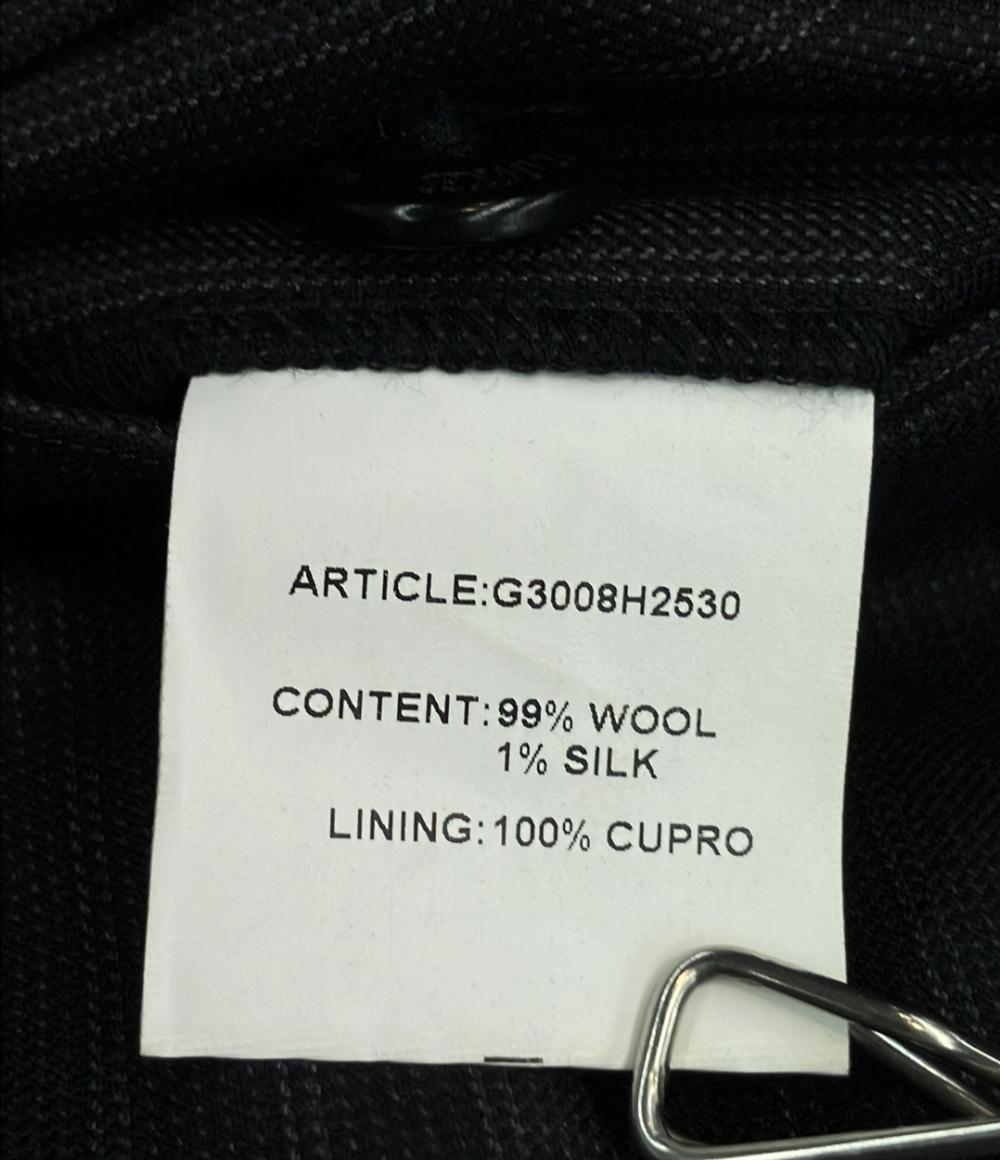 ARTICLE:G3008H2530
CONTENT:99% WOOL
1% SILK
LINING:100% CUPRO